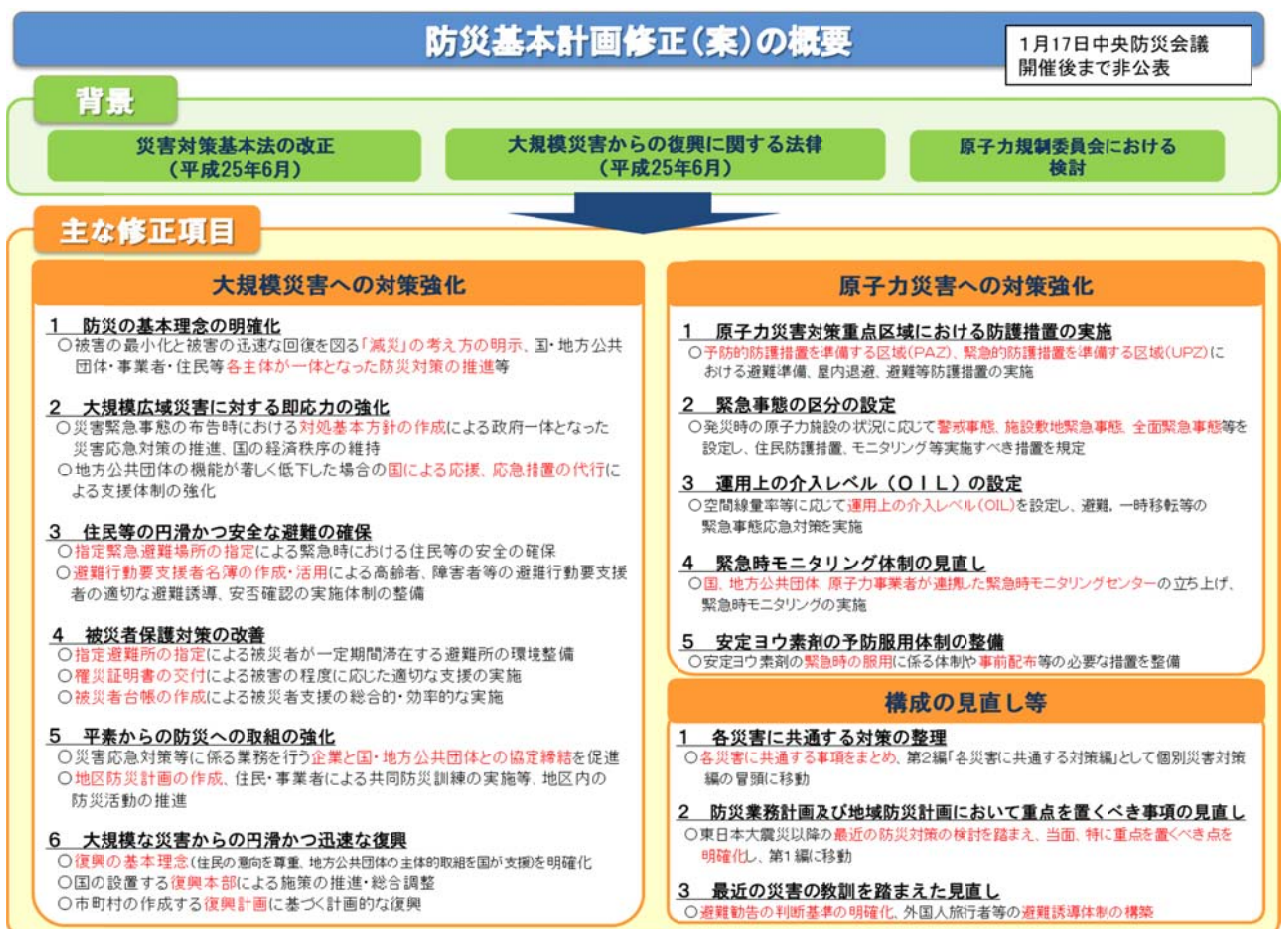 防災基本計画修正(案)の概要
1月17日中央防災会議
開催後まで非公表
背景
災害対策基本法の改正
(平成25年6月)
大規模災害からの復興に関する法律
(平成25年6月)
原子力規制委員会における
検討
主な修正項目
大規模災害への対策強化
1 防災の基本理念の明確化
○被害の最小化と被害の迅速な回復を図る「減災」の考え方の明示、国・地方公共
団体・事業者・住民等各主体が一体となった防災対策の推進等
2 大規模広域災害に対する即応力の強化
○災害緊急事態の布告時における対処基本方針の作成による政府一体となった
災害応急対策の推進、国の経済秩序の維持
○地方公共団体の機能が著しく低下した場合の国による応援、応急措置の代行に
よる支援体制の強化
3 住民等の円滑かつ安全な避難の確保
○指定緊急避難場所の指定による緊急時における住民等の安全の確保
○避難行動要支援者名簿の作成・活用による高齢者、障害者等の避難行動要支援
者の適切な避難誘導、安否確認の実施体制の整備
4 被災者保護対策の改善
○指定避難所の指定による被災者が一定期間滞在する避難所の環境整備
○罹災証明書の交付による被害の程度に応じた適切な支援の実施
○被災者台帳の作成による被災者支援の総合的・効率的な実施
5 平素からの防災への取組の強化
○災害応急対策等に係る業務を行う企業と国・地方公共団体との協定締結を促進
○地区防災計画の作成、住民・事業者による共同防災訓練の実施等、地区内の
防災活動の推進
6 大規模な災害からの円滑かつ迅速な復興
○復興の基本理念(住民の意向を尊重、地方公共団体の主体的取組を国が支援)を明確化
○国の設置する復興本部による施策の推進・総合調整
○市町村の作成する復興計画に基づく計画的な復興
原子力災害への対策強化
1 原子力災害対策重点区域における防護措置の実施
○予防的防護措置を準備する区域(PAZ)、緊急的防護措置を準備する区域(UPZ)に
おける避難準備、屋内退避、避難等防護措置の実施
2 緊急事態の区分の設定
○発災時の原子力施設の状況に応じて警戒事態、施設敷地緊急事態、全面緊急事態等を
設定し、住民防護措置、モニタリング等実施すべき措置を規定
3 運用上の介入レベル(OIL)の設定
○空間線量率等に応じて運用上の介入レベル(OIL)を設定し、避難、一時移転等の
緊急事態応急対策を実施
4 緊急時モニタリング体制の見直し
○国、地方公共団体 原子力事業者が連携した緊急時モニタリングセンターの立ち上げ、
緊急時モニタリングの実施
5 安定ヨウ素剤の予防服用体制の整備
○安定ヨウ素剤の緊急時の服用に係る体制や事前配布等の必要な措置を整備
構成の見直し等
1 各災害に共通する対策の整理
○各災害に共通する事項をまとめ、第2編「各災害に共通する対策編」として個別災害対策
編の冒頭に移動
2 防災業務計画及び地域防災計画において重点を置くべき事項の見直し
○東日本大震災以降の最近の防災対策の検討を踏まえ、当面、特に重点を置くべき点を
明確化し、第1編に移動
3 最近の災害の教訓を踏まえた見直し
○避難勧告の判断基準の明確化、外国人旅行者等の避難誘導体制の構築